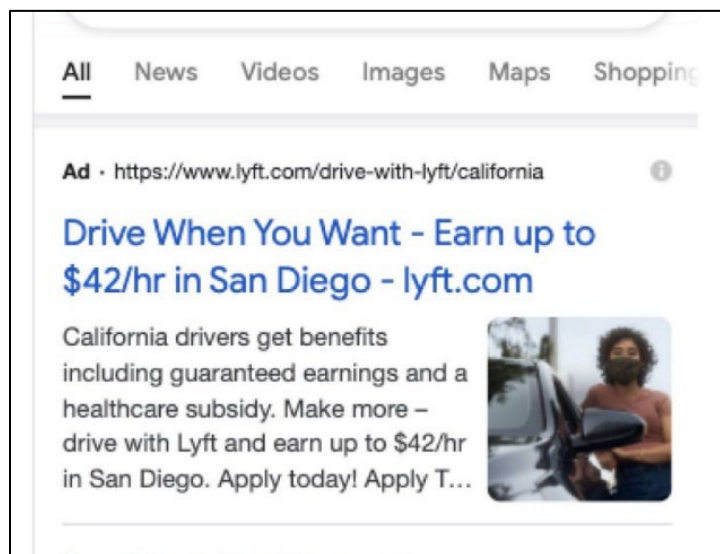 All News Videos Images Maps Shopping
Ad · https://www.lyft.com/drive-with-lyft/california
Drive When You Want - Earn up to
$42/hr in San Diego - lyft.com
California drivers get benefits
including guaranteed earnings and a
healthcare subsidy. Make more –
drive with Lyft and earn up to $42/hr
in San Diego. Apply today! Apply T...